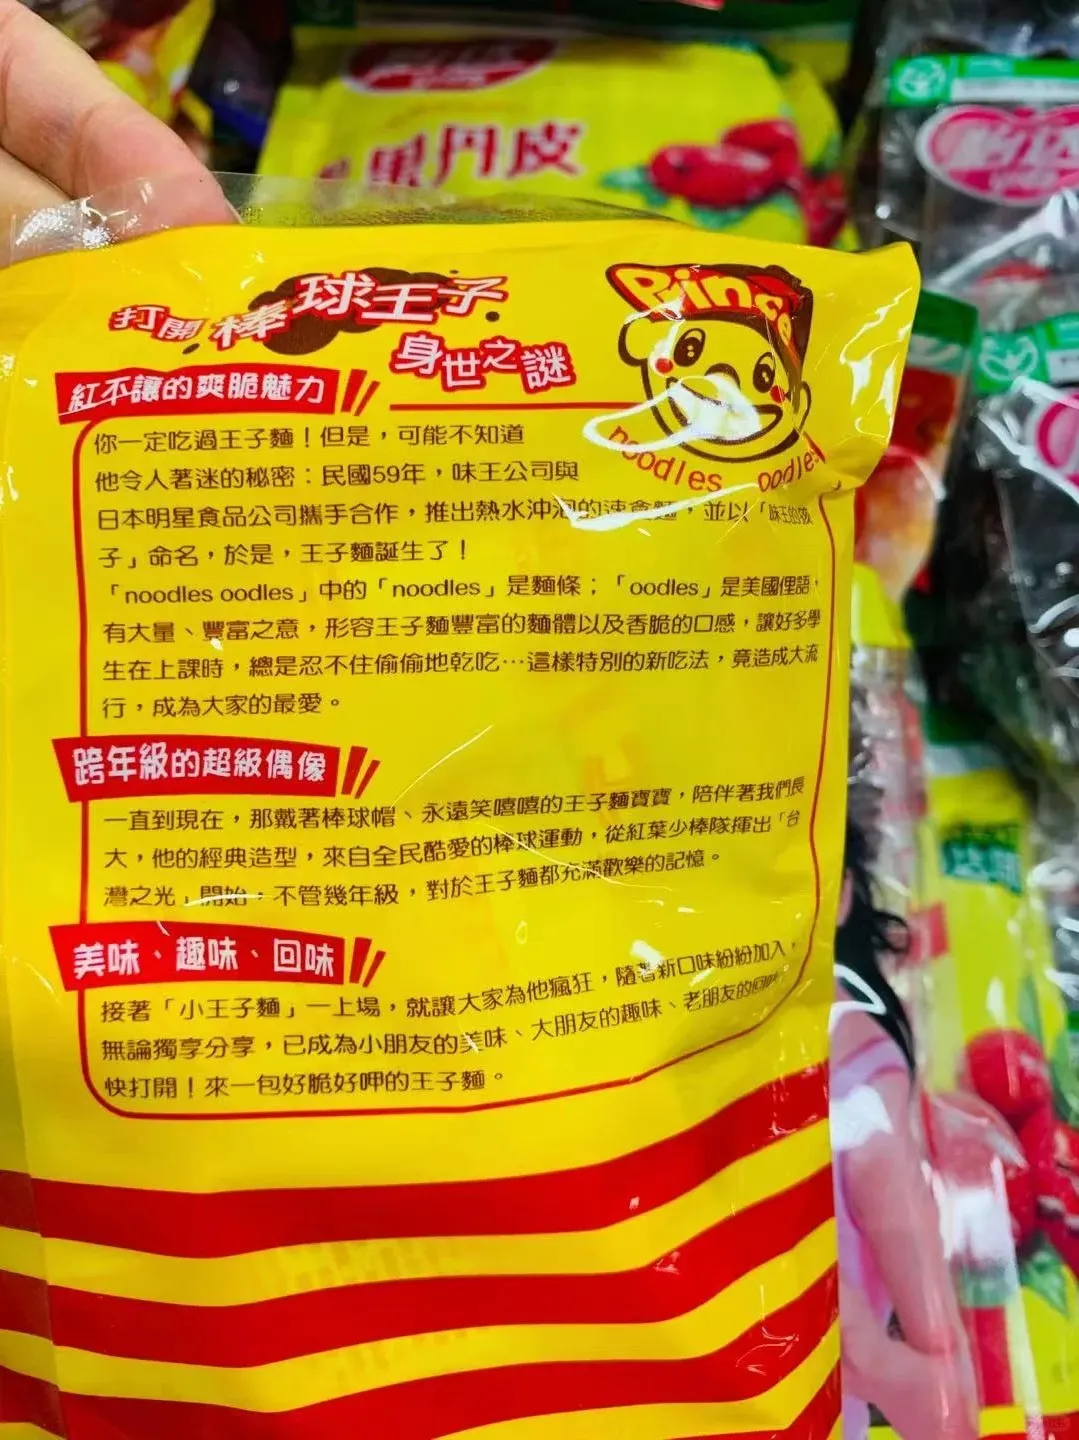 果丹皮
打開棒球王子
身世之謎
Prince
noodles oodles
紅不讓的爽脆魅力
你一定吃過王子麵！但是，可能不知道
他令人著迷的秘密：民國59年，味王公司與
日本明星食品公司攜手合作，推出熱水沖泡的速食麵，並以「味王的孩
子」命名，於是，王子麵誕生了！
「noodles oodles」中的「noodles」是麵條；「oodles」是美國俚語，
有大量、豐富之意，形容王子麵豐富的麵體以及香脆的口感，讓好多學
生在上課時，總是忍不住偷偷地乾吃…這樣特別的新吃法，竟造成大流
行，成為大家的最愛。
跨年級的超級偶像
一直到現在，那戴著棒球帽、永遠笑嘻嘻的王子麵寶寶，陪伴著我們長
大，他的經典造型，來自全民酷愛的棒球運動，從紅葉少棒隊揮出「台
灣之光」開始，不管幾年級，對於王子麵都充滿歡樂的記憶。
美味、趣味、回味
接著「小王子麵」一上場，就讓大家為他瘋狂，隨著新口味紛紛加入，
無論獨享分享，已成為小朋友的美味、大朋友的趣味、老朋友的回味。
快打開！來一包好脆好呷的王子麵。